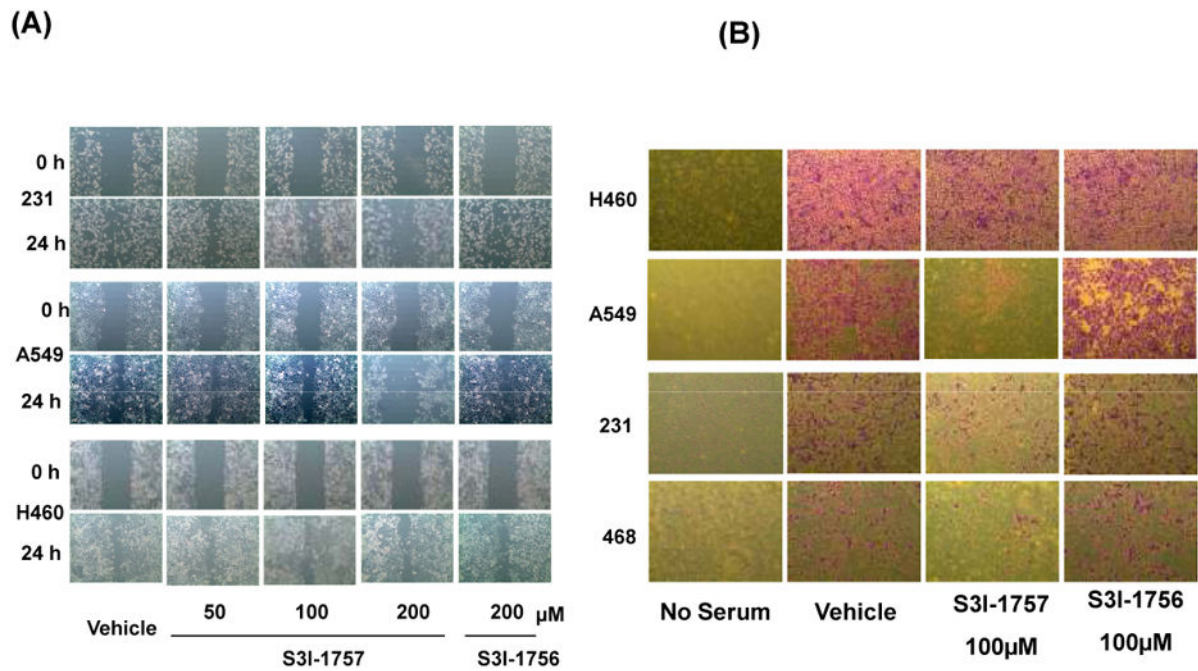 (A)
(B)
0 h
231
24 h
0 h
A549
24 h
0 h
H460
24 h
Vehicle
50 100 200 200 µM
S3I-1757 S3I-1756
H460
A549
231
468
No Serum Vehicle S3I-1757 S3I-1756
100µM 100µM